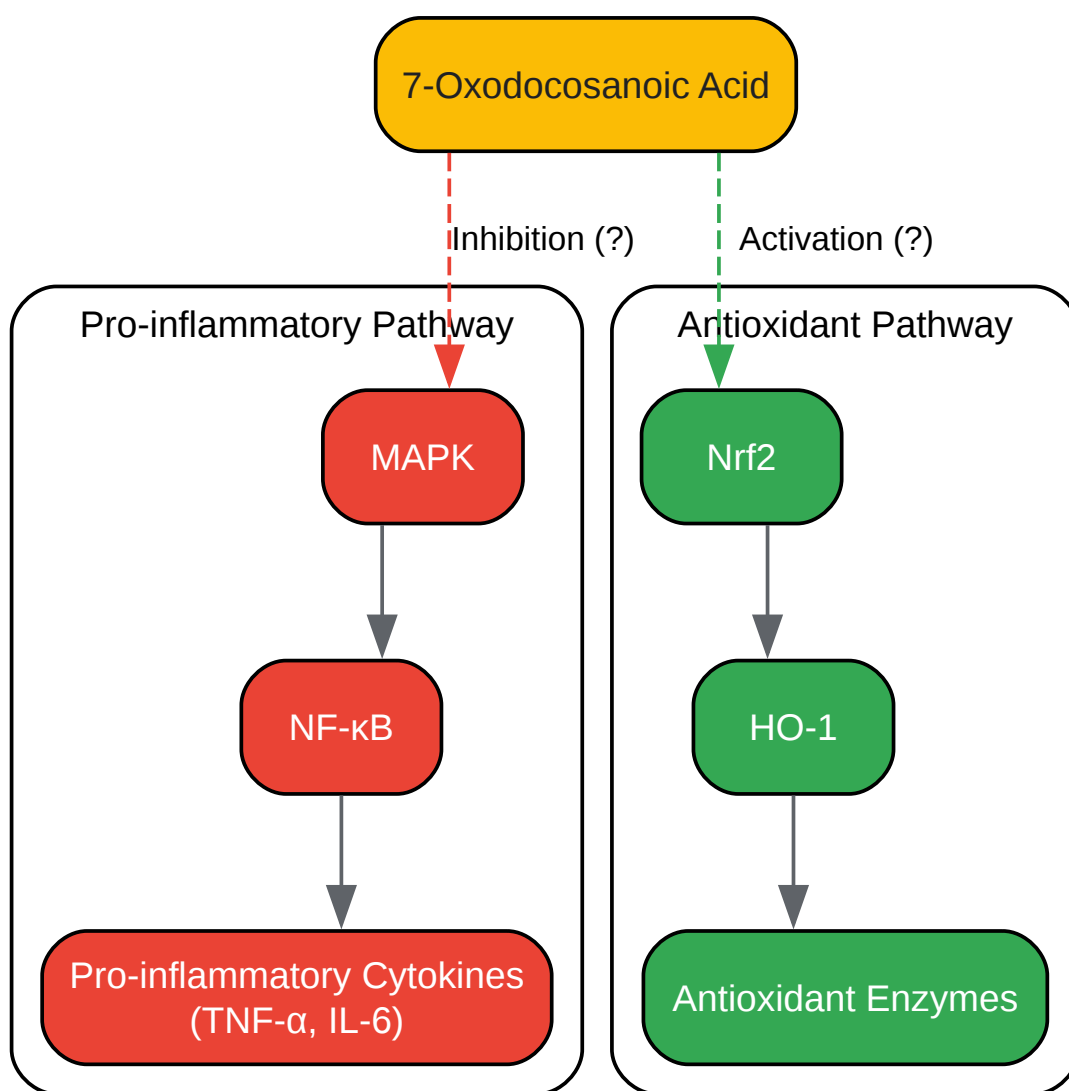 7-Oxodocosanoic Acid
Inhibition (?)
Activation (?)
Pro-inflammatory Pathway
MAPK
NF-κB
Pro-inflammatory Cytokines
(TNF-α, IL-6)
Antioxidant Pathway
Nrf2
HO-1
Antioxidant Enzymes